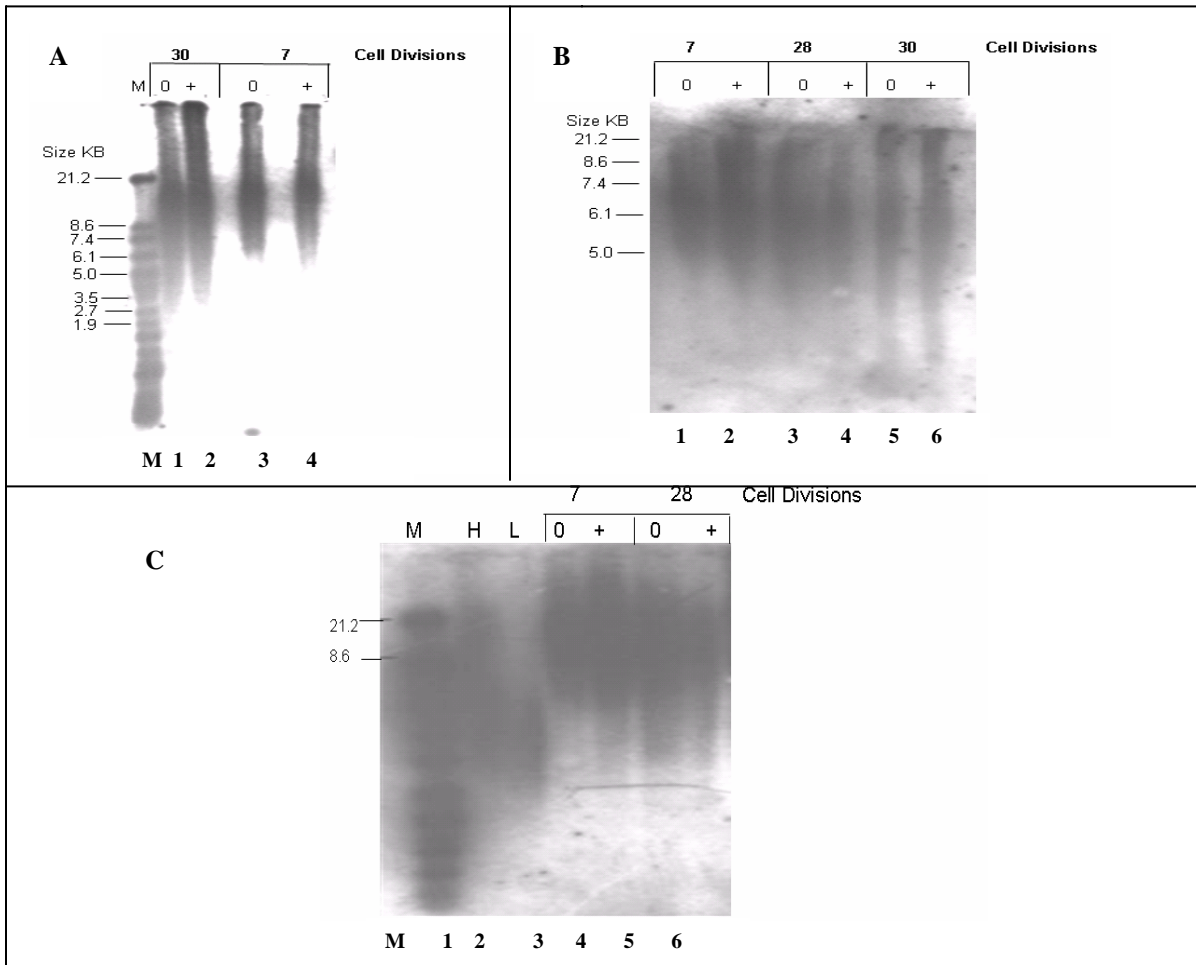 A
30 7 Cell Divisions
M 0 + 0 +
Size KB
21.2
8.6
7.4
6.1
5.0
3.5
2.7
1.9
M 1 2 3 4
B
7 28 30 Cell Divisions
0 + 0 + 0 +
Size KB
21.2
8.6
7.4
6.1
5.0
1 2 3 4 5 6
C
7 28 Cell Divisions
M H L 0 + 0 +
21.2
8.6
M 1 2 3 4 5 6